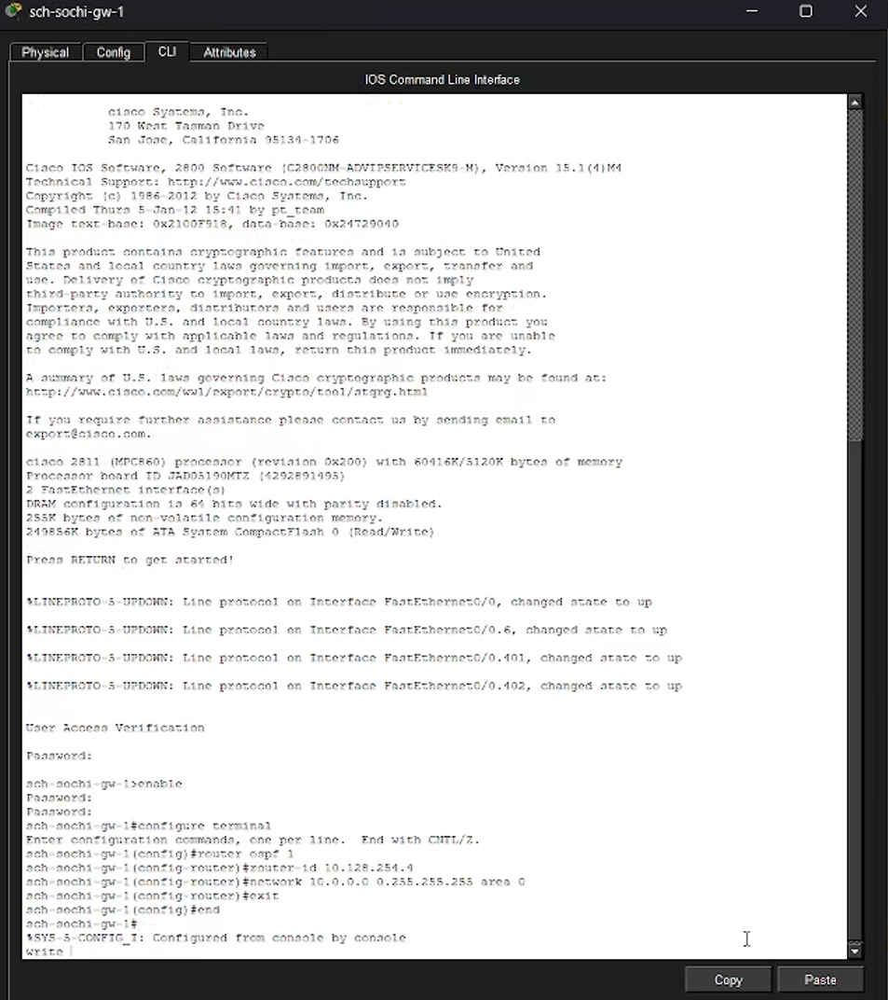 sch-sochi-gw-1
Physical
Config
CLI
Attributes
IOS Command Line Interface
cisco Systems, Inc.
170 West Tasman Drive
San Jose, California 95134-1706
Cisco IOS Software, 2800 Software (C2800NM-ADVIPSERVICESK9-M), Version 15.1(4)M4
Technical Support: http://www.cisco.com/techsupport
Copyright (c) 1986-2012 by Cisco Systems, Inc.
Compiled Thurs 5-Jan-12 15:41 by pt_team
Image text-base: 0x2100F918, data-base: 0x24729040
This product contains cryptographic features and is subject to United
States and local country laws governing import, export, transfer and
use. Delivery of Cisco cryptographic products does not imply
third-party authority to import, export, distribute or use encryption.
Importers, exporters, distributors and users are responsible for
compliance with U.S. and local country laws. By using this product you
agree to comply with applicable laws and regulations. If you are unable
to comply with U.S. and local laws, return this product immediately.
A summary of U.S. laws governing Cisco cryptographic products may be found at:
http://www.cisco.com/wwl/export/crypto/tool/stqrg.html
If you require further assistance please contact us by sending email to
export@cisco.com.
cisco 2811 (MPC860) processor (revision 0x200) with 60416K/5120K bytes of memory
Processor board ID JAD05190MTZ (4292891495)
2 FastEthernet interface(s)
DRAM configuration is 64 bits wide with parity disabled.
255K bytes of non-volatile configuration memory.
249856K bytes of ATA System CompactFlash 0 (Read/Write)
Press RETURN to get started!
%LINEPROTO-5-UPDOWN: Line protocol on Interface FastEthernet0/0, changed state to up
%LINEPROTO-5-UPDOWN: Line protocol on Interface FastEthernet0/0.6, changed state to up
%LINEPROTO-5-UPDOWN: Line protocol on Interface FastEthernet0/0.401, changed state to up
%LINEPROTO-5-UPDOWN: Line protocol on Interface FastEthernet0/0.402, changed state to up
User Access Verification
Password:
sch-sochi-gw-1>enable
Password:
Password:
sch-sochi-gw-1#configure terminal
Enter configuration commands, one per line.  End with CNTL/Z.
sch-sochi-gw-1(config)#router ospf 1
sch-sochi-gw-1(config-router)#router-id 10.128.254.4
sch-sochi-gw-1(config-router)#network 10.0.0.0 0.255.255.255 area 0
sch-sochi-gw-1(config-router)#exit
sch-sochi-gw-1(config)#end
sch-sochi-gw-1#
%SYS-5-CONFIG_I: Configured from console by console
write
Copy
Paste